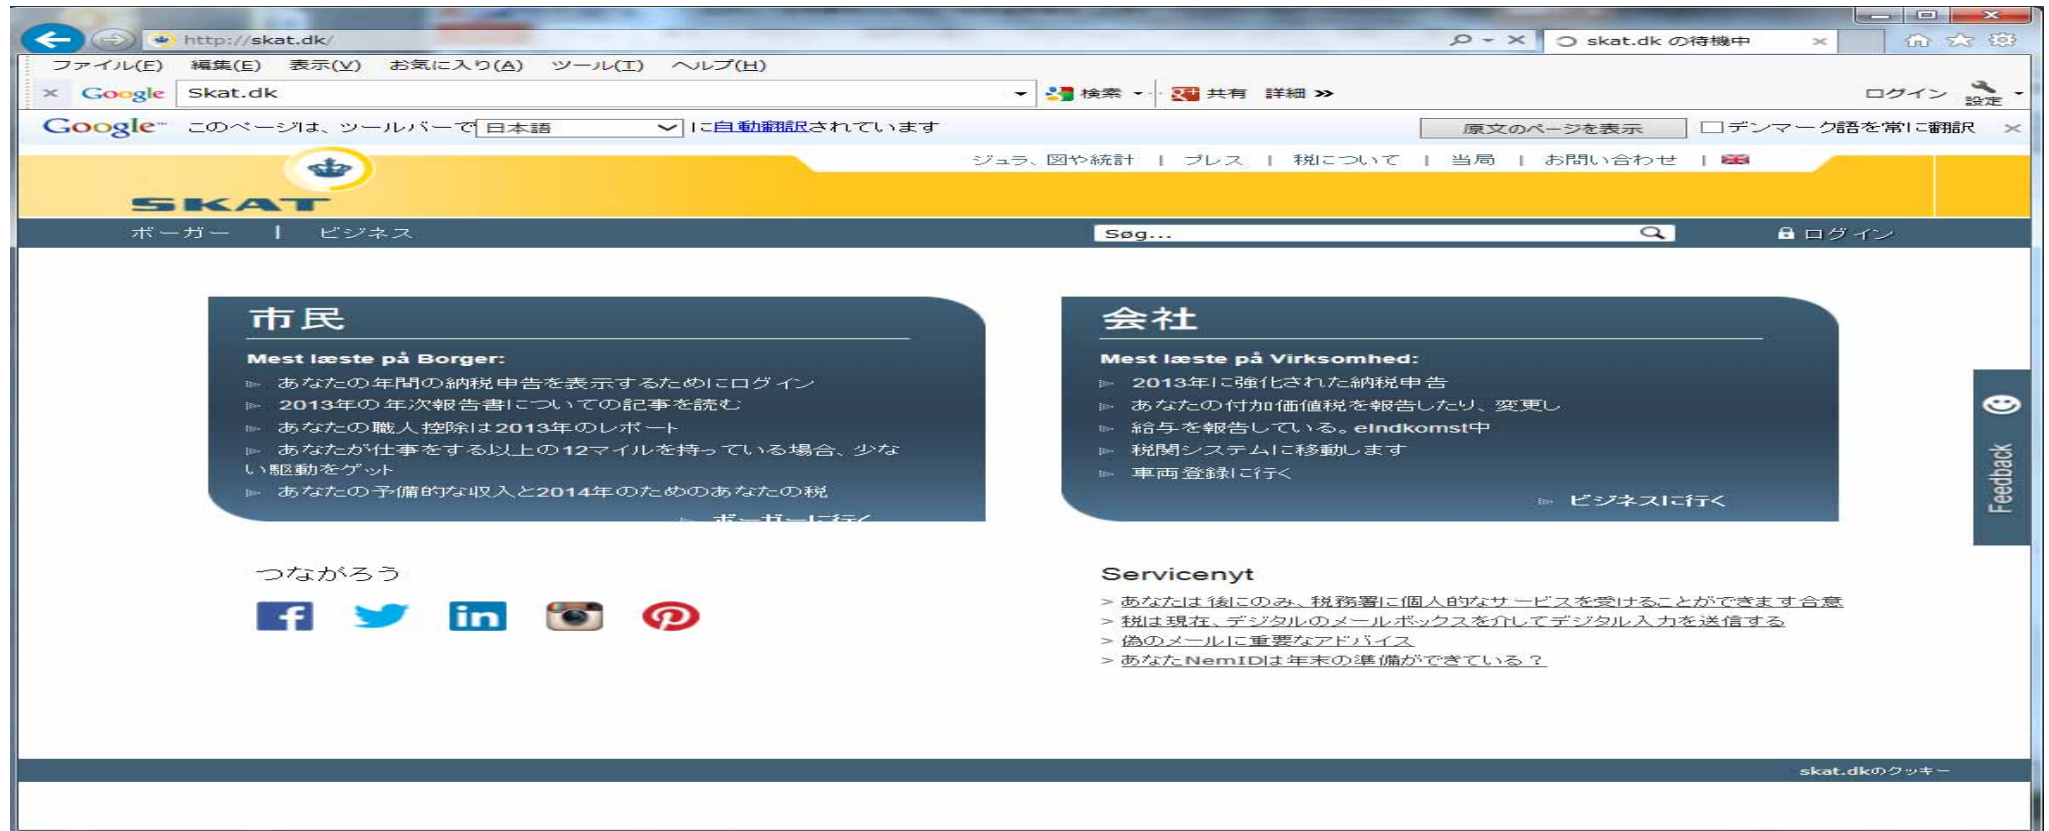 http://skat.dk/
skat.dk の待機中
ファイル(F) 編集(E) 表示(V) お気に入り(A) ツール(T) ヘルプ(H)
Google Skat.dk 検索 共有 詳細 ログイン 設定
Google このページは、ツールバーで 日本語 に自動翻訳されています 原文のページを表示 デンマーク語を常に翻訳
ジュラ、図や統計 | プレス | 税について | 当局 | お問い合わせ |
SKAT
ボーガー | ビジネス Søg... ログイン
市民
Mest læste på Borger:
あなたの年間の納税申告を表示するためにログイン
2013年の年次報告書についての記事を読む
あなたの職人控除は2013年のレポート
あなたが仕事をする以上の12マイルを持っている場合、少な
い駆動をゲット
あなたの予備的な収入と2014年のためのあなたの税
ボーガーに行く
会社
Mest læste på Virksomhed:
2013年に強化された納税申告
あなたの付加価値税を報告したり、変更し
給与を報告している。eIndkomst中
税関システムに移動します
車両登録に行く
ビジネスに行く
Feedback
つながろう
Servicenyt
> あなたは後にのみ、税務署に個人的なサービスを受けることができます合意
> 税は現在、デジタルのメールボックスを介してデジタル入力を送信する
> 偽のメールに重要なアドバイス
> あなたNemIDは年末の準備ができている？
skat.dkのクッキー